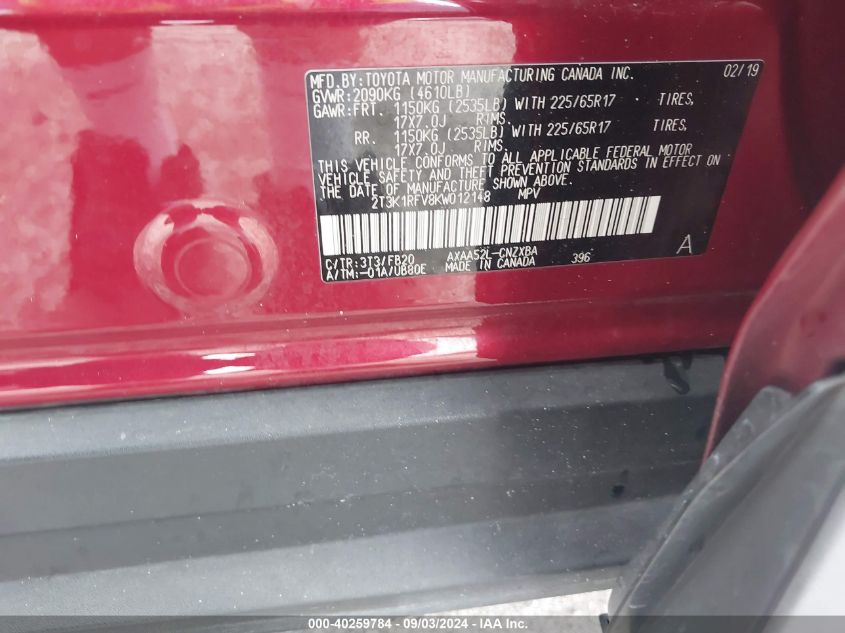 MFD.BY:TOYOTA MOTOR MANUFACTURING CANADA INC. 02/19
GVWR:2090KG (4610LB)
GAWR:FRT. 1150KG (2535LB) WITH 225/65R17 TIRES,
17X7.0J RIMS,
RR. 1150KG (2535LB) WITH 225/65R17 TIRES,
17X7.0J RIMS,
THIS VEHICLE CONFORMS TO ALL APPLICABLE FEDERAL MOTOR
VEHICLE SAFETY AND THEFT PREVENTION STANDARDS IN EFFECT ON
THE DATE OF MANUFACTURE SHOWN ABOVE.
2T3K1RFV8KW012148 MPV
A
C/TR:3T3/FB20 AXAA52L-CNZXBA 396
A/TM:-01A/UB80E MADE IN CANADA
000-40259784 - 09/03/2024 - IAA Inc.